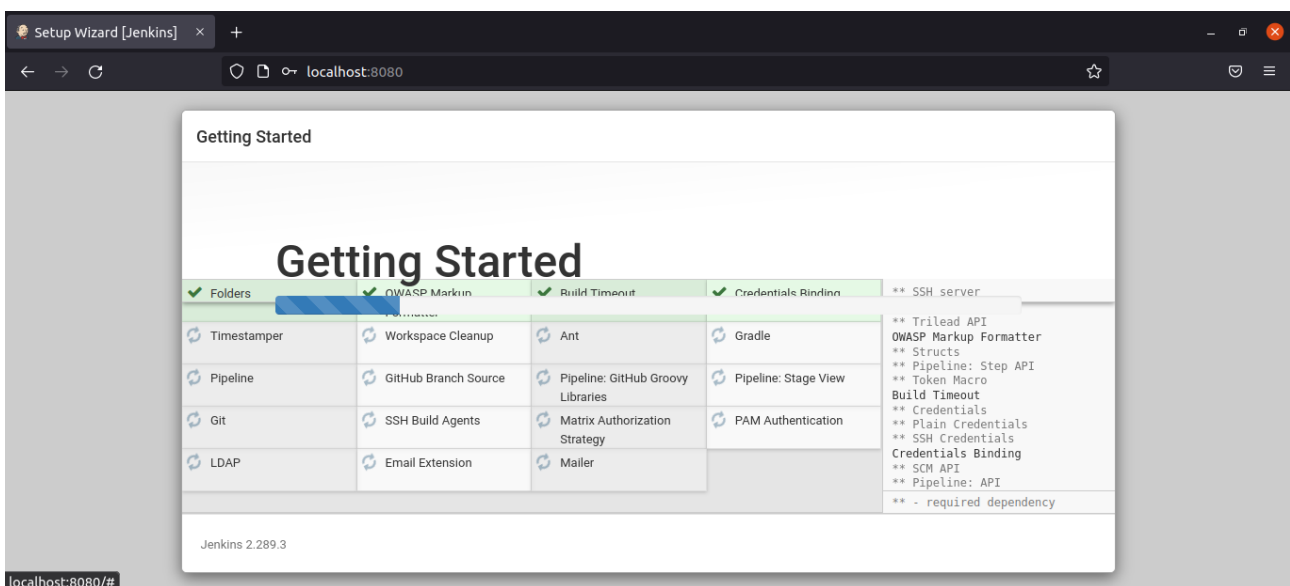 Setup Wizard [Jenkins]
localhost:8080
Getting Started
Getting Started
Folders
OWASP Markup
Formatter
Build Timeout
Credentials Binding
Timestamper
Workspace Cleanup
Ant
Gradle
Pipeline
GitHub Branch Source
Pipeline: GitHub Groovy
Libraries
Pipeline: Stage View
Git
SSH Build Agents
Matrix Authorization
Strategy
PAM Authentication
LDAP
Email Extension
Mailer
** SSH server
** Trilead API
OWASP Markup Formatter
** Structs
** Pipeline: Step API
** Token Macro
Build Timeout
** Credentials
** Plain Credentials
** SSH Credentials
Credentials Binding
** SCM API
** Pipeline: API
** - required dependency
Jenkins 2.289.3
localhost:8080/#